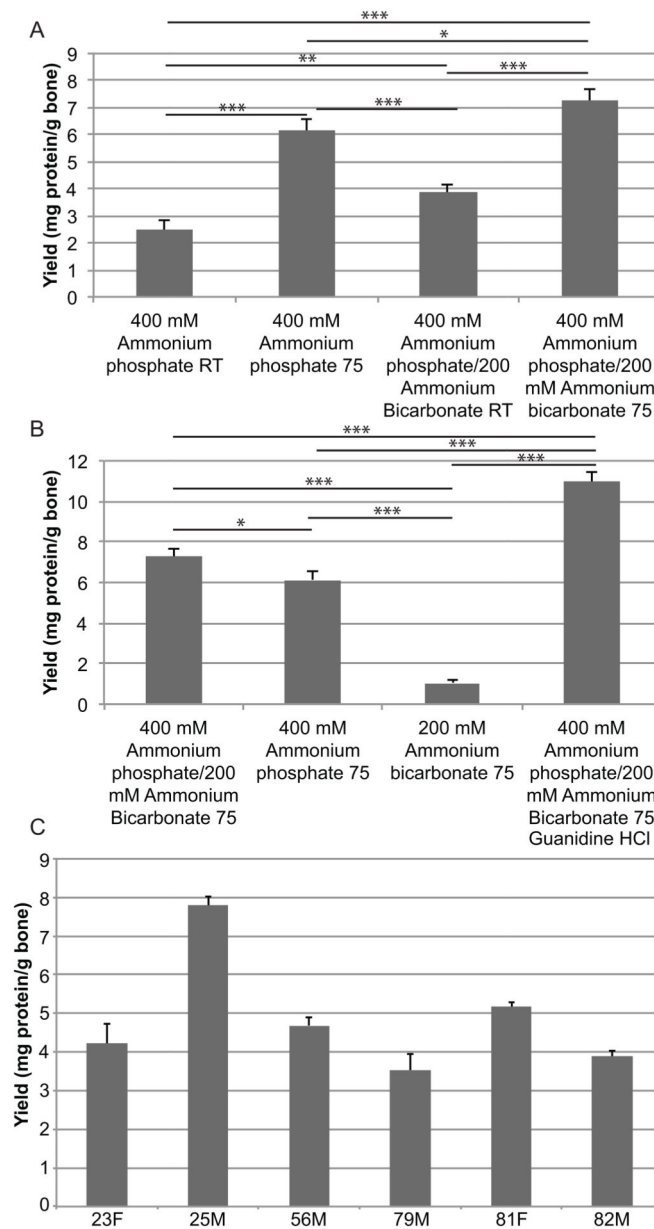 A
***
*
**
***
***
***
Yield (mg protein/g bone)
9
8
7
6
5
4
3
2
1
0
400 mM
Ammonium
phosphate RT
400 mM
Ammonium
phosphate 75
400 mM
Ammonium
phosphate/200
Ammonium
Bicarbonate RT
400 mM
Ammonium
phosphate/200
mM Ammonium
bicarbonate 75
B
***
***
***
***
*
***
Yield (mg protein/g bone)
12
10
8
6
4
2
0
400 mM
Ammonium
phosphate/200
mM Ammonium
Bicarbonate 75
400 mM
Ammonium
phosphate 75
200 mM
Ammonium
bicarbonate 75
400 mM
Ammonium
phosphate/200
mM Ammonium
Bicarbonate 75
Guanidine HCl
C
Yield (mg protein/g bone)
9
8
7
6
5
4
3
2
1
0
23F 25M 56M 79M 81F 82M